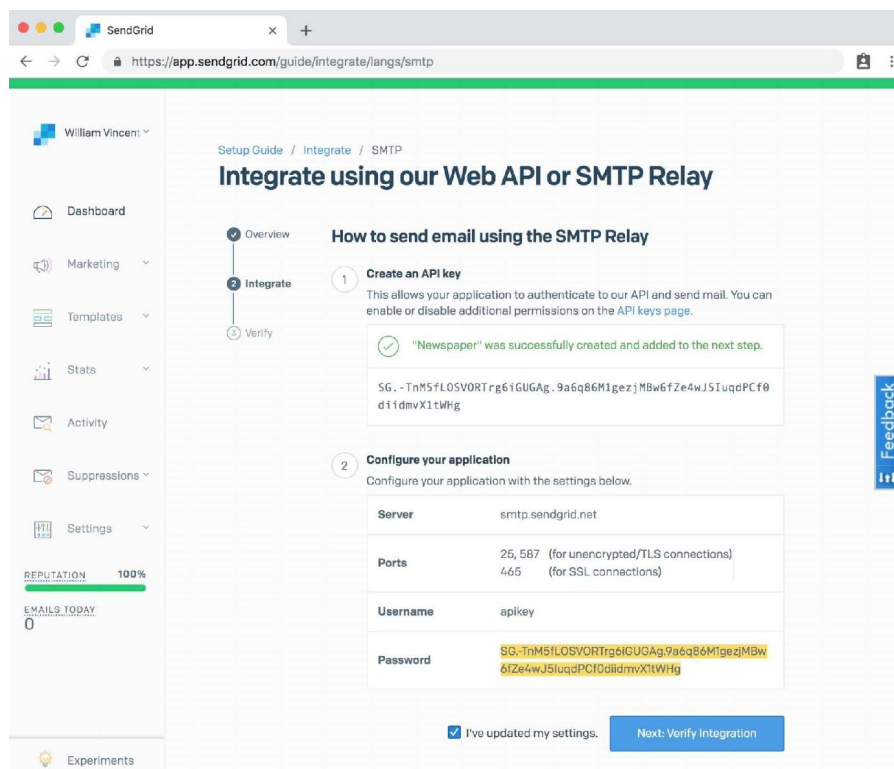 SendGrid
https://app.sendgrid.com/guide/integrate/langs/smtp
William Vincent
Setup Guide / Integrate / SMTP
Integrate using our Web API or SMTP Relay
Dashboard
Marketing
Templates
Stats
Activity
Suppressions
Settings
REPUTATION 100%
EMAILS TODAY
0
Experiments
Overview
2 Integrate
3 Verify
How to send email using the SMTP Relay
1 Create an API key
This allows your application to authenticate to our API and send mail. You can
enable or disable additional permissions on the API keys page.
"Newspaper" was successfully created and added to the next step.
SG.-TnM5fLOSVORTrg6iGUGAg.9a6q86M1gezjMBw6fZe4wJ5IuqdPCf0
diidmvX1tWHg
2 Configure your application
Configure your application with the settings below.
Server smtp.sendgrid.net
Ports 25, 587 (for unencrypted/TLS connections)
465 (for SSL connections)
Username apikey
Password SG.-TnM5fLOSVORTrg6iGUGAg.9a6q86M1gezjMBw
6fZe4wJ5IuqdPCf0diidmvX1tWHg
I've updated my settings. Next: Verify Integration
Feedback